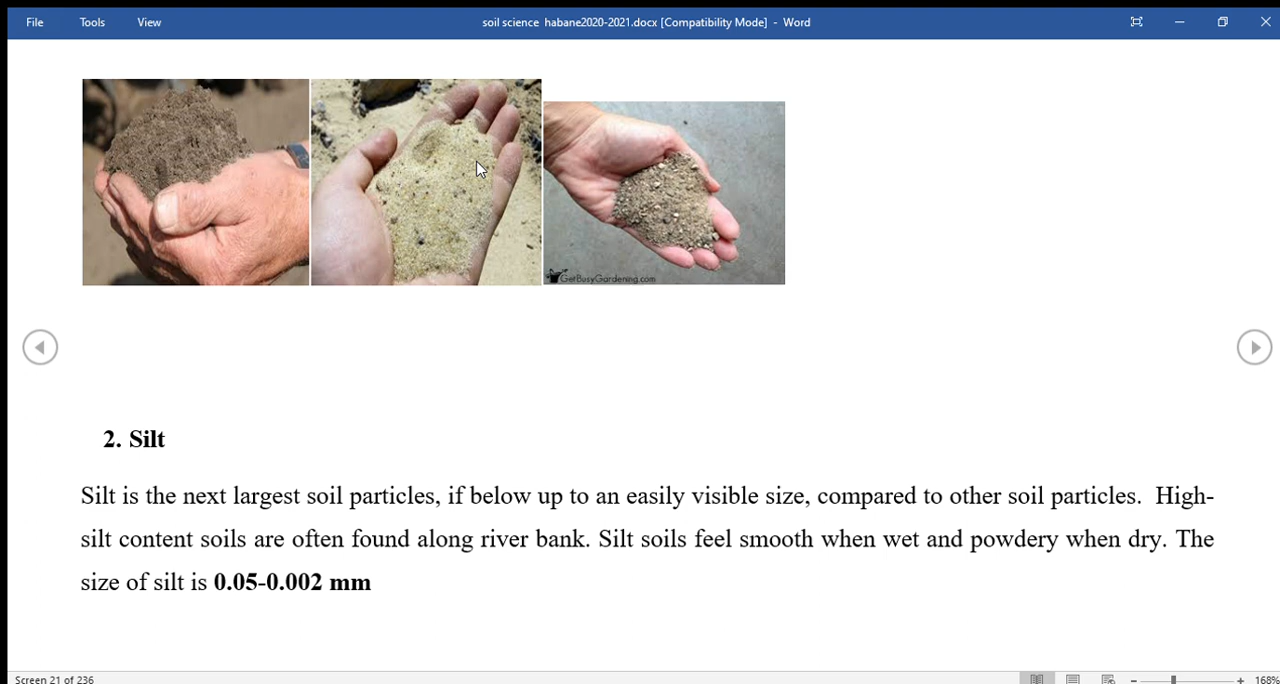 File Tools View soil science habane2020-2021.docx [Compatibility Mode] - Word
GetBusyGardening.com
2. Silt
Silt is the next largest soil particles, if below up to an easily visible size, compared to other soil particles. High-
silt content soils are often found along river bank. Silt soils feel smooth when wet and powdery when dry. The
size of silt is 0.05-0.002 mm
Screen 21 of 236 168%